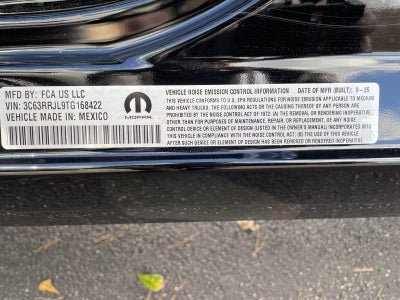 MFD BY: FCA US LLC
VIN: 3C63RRJL9TG168422
VEHICLE MADE IN: MEXICO
MOPAR
VEHICLE NOISE EMISSION CONTROL INFORMATION DATE OF MFR (BUILT): 9-25
THIS VEHICLE CONFORMS TO U.S. EPA REGULATIONS FOR NOISE EMISSION APPLICABLE TO MEDIUM
AND HEAVY TRUCKS. THE FOLLOWING ACTS OR THE CAUSING THEREOF BY ANY PERSON ARE
PROHIBITED BY THE NOISE CONTROL ACT OF 1972: (A) THE REMOVAL OR RENDERING INOPERATIVE,
OTHER THAN FOR PURPOSES OF MAINTENANCE, REPAIR, OR REPLACEMENT, OF ANY NOISE
CONTROL DEVICE OR ELEMENT OF DESIGN (LISTED IN THE OWNER'S MANUAL) INCORPORATED INTO
THIS VEHICLE IN COMPLIANCE WITH THE NOISE CONTROL ACT; (B) THE USE OF THIS VEHICLE
AFTER SUCH DEVICE OR ELEMENT OF DESIGN HAS BEEN REMOVED OR RENDERED INOPERATIVE.